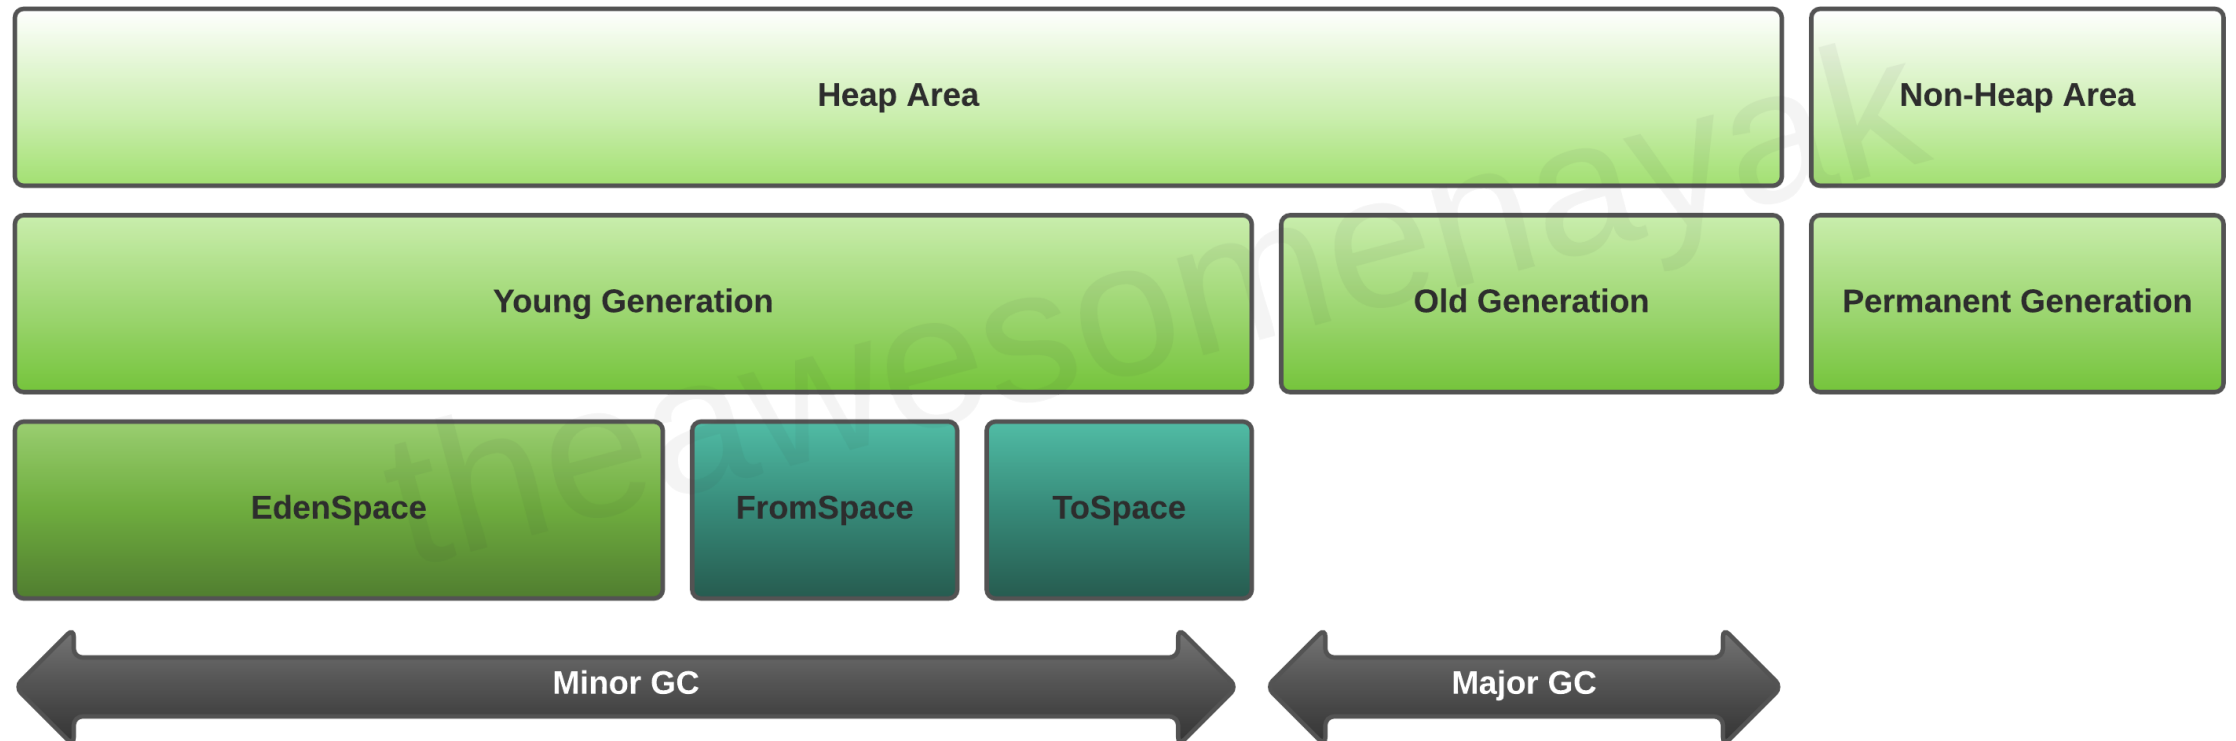 Heap Area
Non-Heap Area
Young Generation
Old Generation
Permanent Generation
EdenSpace
FromSpace
ToSpace
Minor GC
Major GC
theawesomenayak